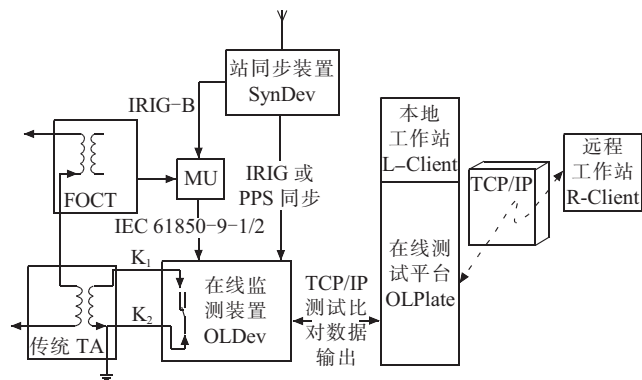 站同步装置
SynDev
IRIG-B
MU
IRIG 或
PPS 同步
FOCT
IEC 61850-9-1/2
K1
K2
传统 TA
在线监
测装置
OLDev
TCP/IP
测试比
对数据
输出
本地
工作站
L-Client
在线测
试平台
OLPlate
TCP/IP
远程
工作站
R-Client